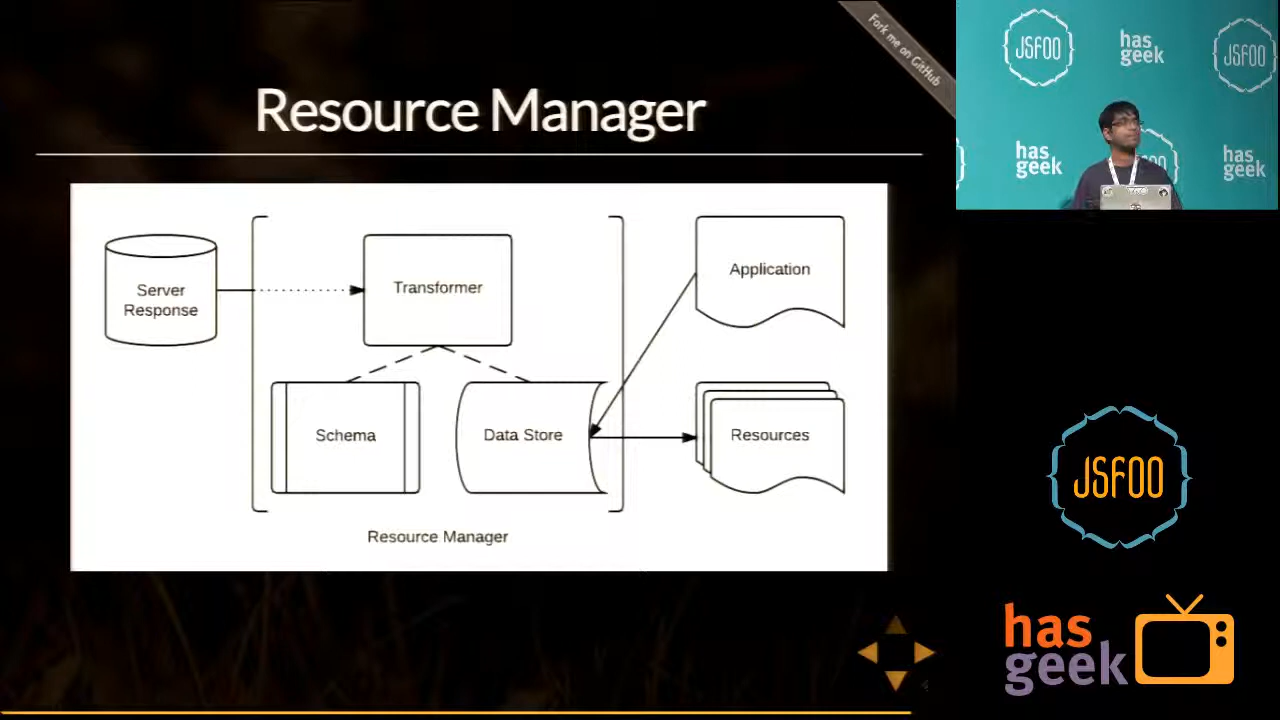 Resource Manager
Fork me on GitHub
Server
Response
Transformer
Application
Schema
Data Store
Resources
Resource Manager
JSFOO
has
geek
JSFOO
has
geek
has
geek
JSFOO
has
geek